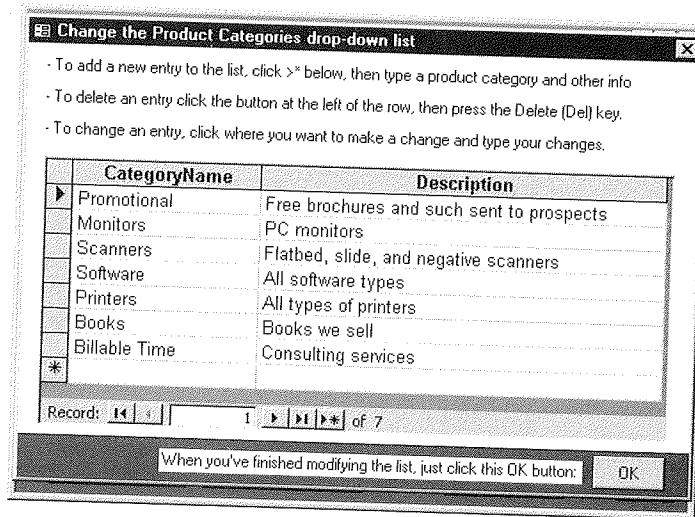 Change the Product Categories drop-down list
- To add a new entry to the list, click >* below, then type a product category and other info
- To delete an entry click the button at the left of the row, then press the Delete (Del) key.
- To change an entry, click where you want to make a change and type your changes.
CategoryName Description
Promotional Free brochures and such sent to prospects
Monitors PC monitors
Scanners Flatbed, slide, and negative scanners
Software All software types
Printers All types of printers
Books Books we sell
Billable Time Consulting services
Record: 1 of 7
When you've finished modifying the list, just click this OK button: OK